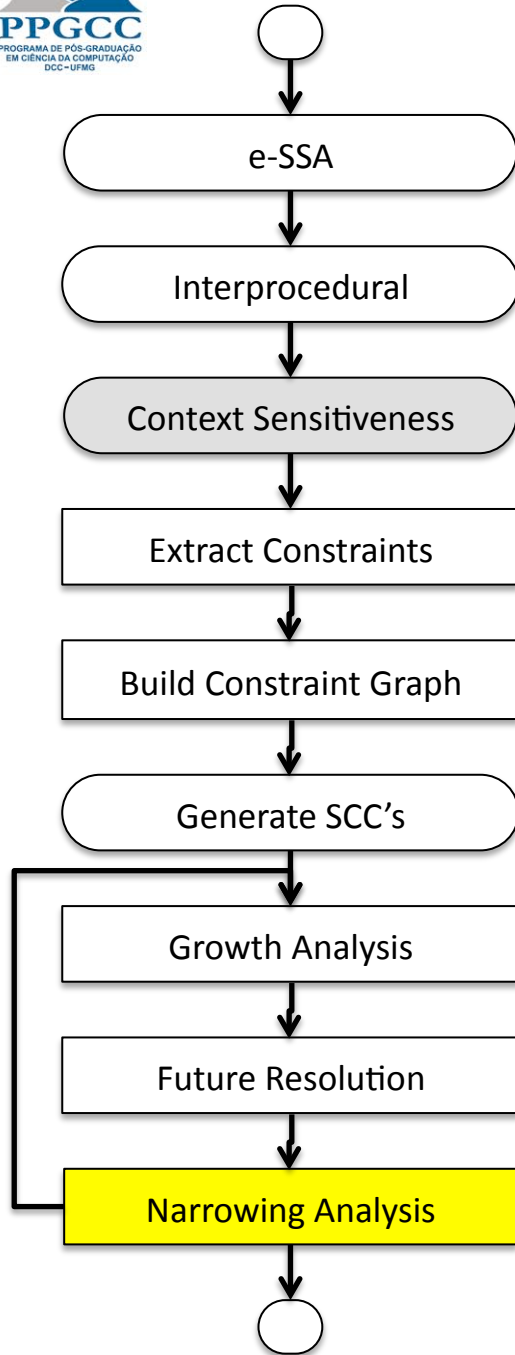 PPGCC
PROGRAMA DE PÓS-GRADUAÇÃO
EM CIÊNCIA DA COMPUTAÇÃO
DCC-UFMG
e-SSA
Interprocedural
Context Sensitiveness
Extract Constraints
Build Constraint Graph
Generate SCC’s
Growth Analysis
Future Resolution
Narrowing Analysis